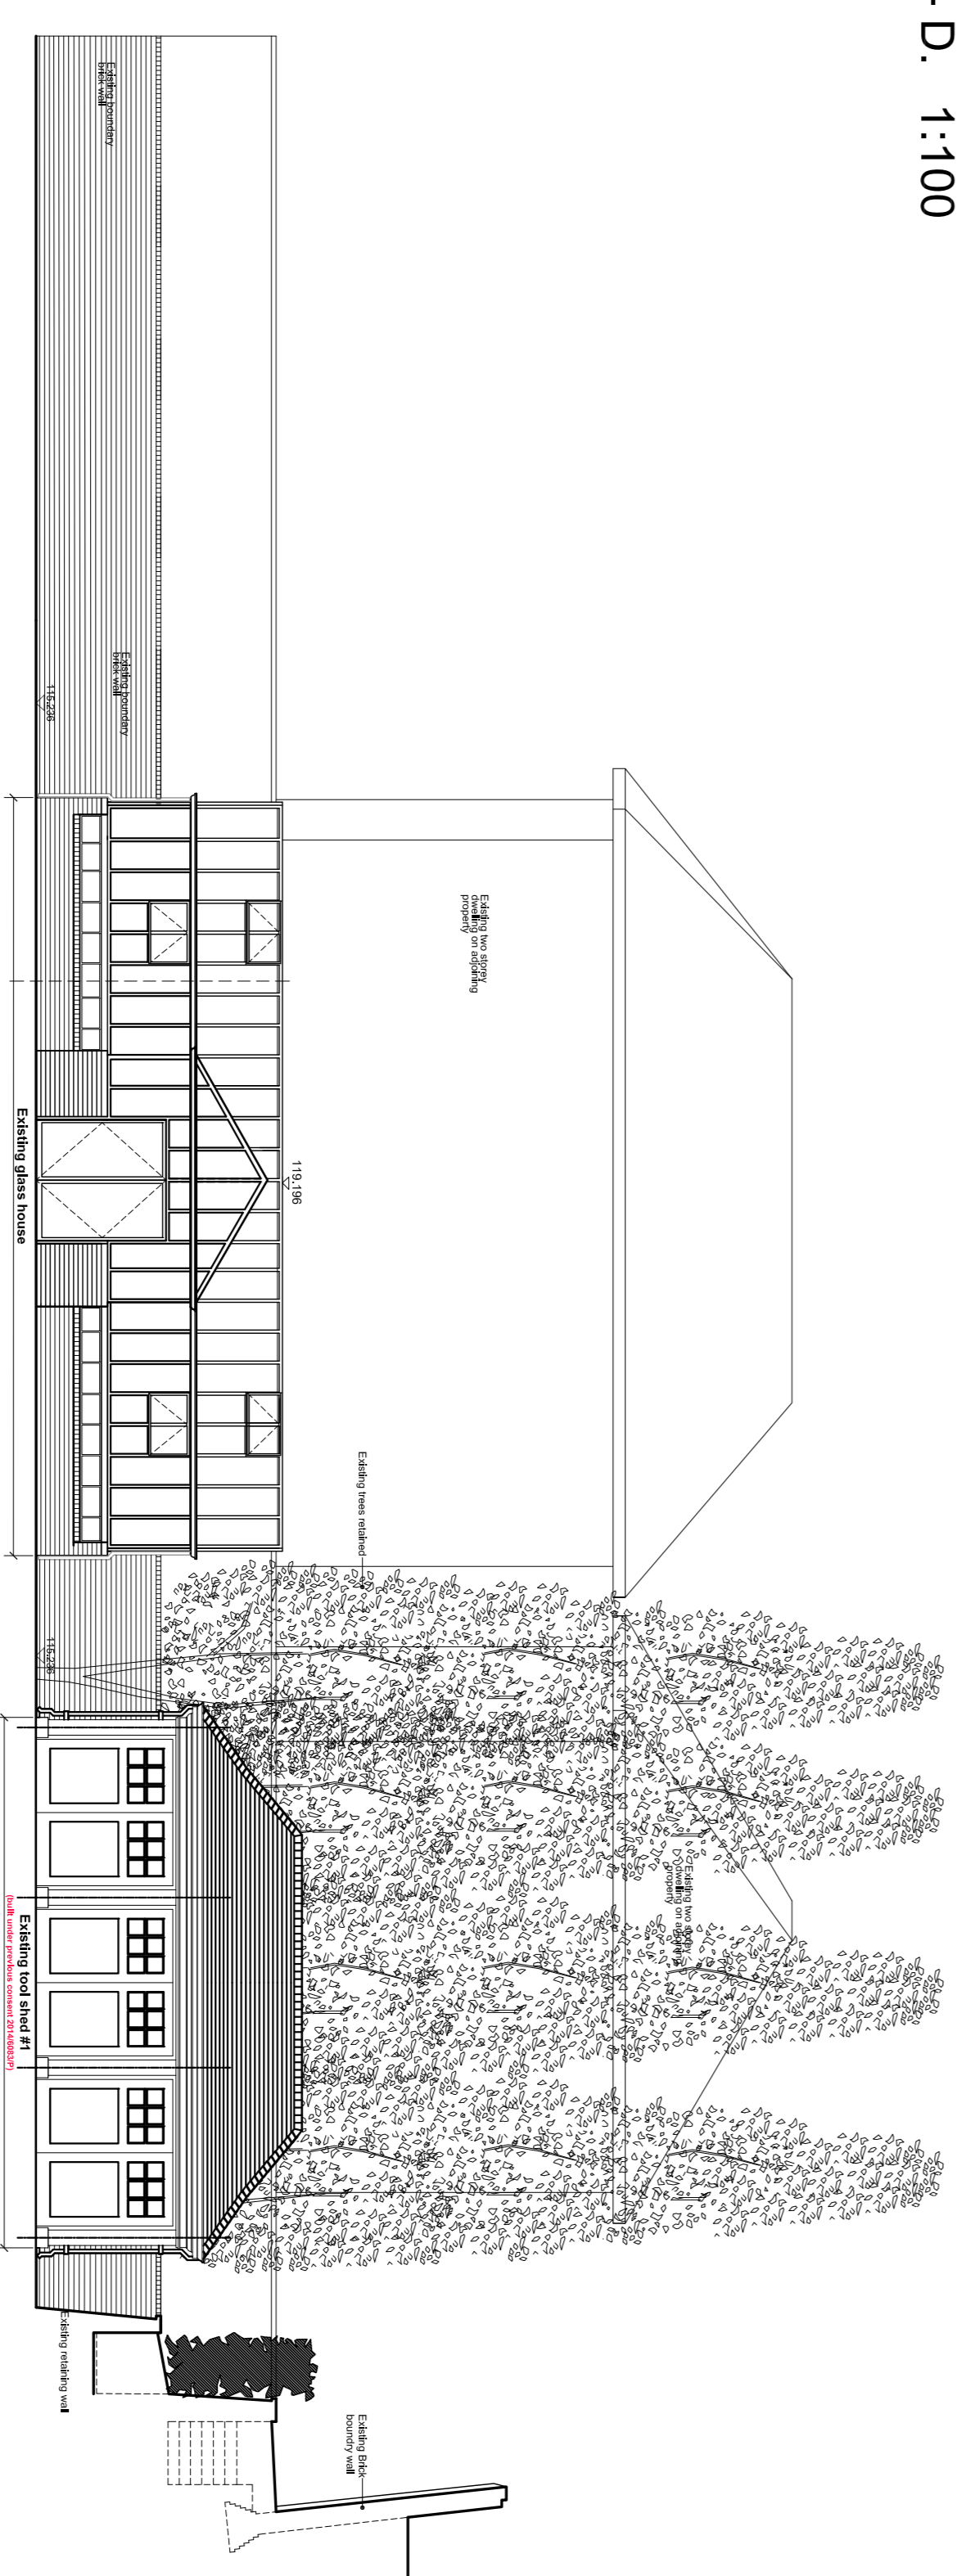 - D. 1:100
Existing boundary
brick wall
Existing boundary
brick wall
115.236
Existing two storey
dwelling on adjoining
property
119.196
Existing glass house
Existing trees retained
115.236
Existing two storey
dwelling on adjoining
property
Existing tool shed #1
(built under previous consent 2014/6083/P)
Existing retaining wall
Existing Brick
boundry wall